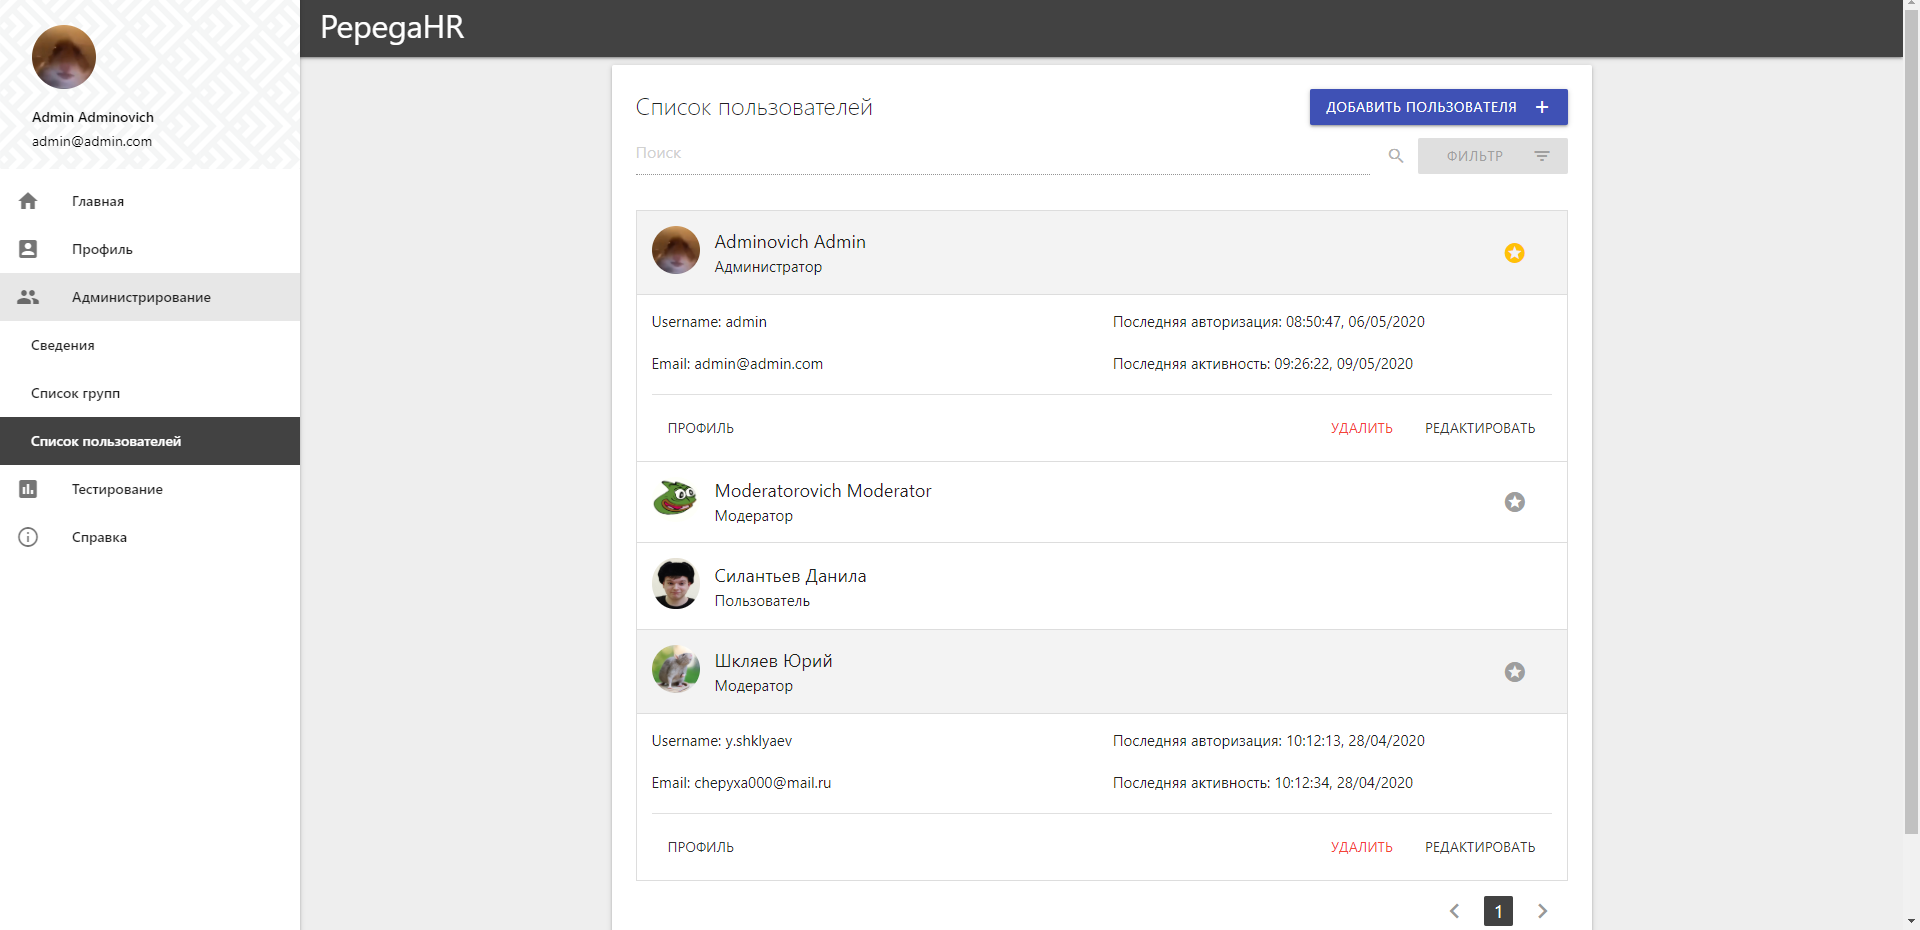 PepegaHR
Admin Adminovich
admin@admin.com
Главная
Профиль
Администрирование
Сведения
Список групп
Список пользователей
Тестирование
Справка
Список пользователей
ДОБАВИТЬ ПОЛЬЗОВАТЕЛЯ
Поиск
ФИЛЬТР
Adminovich Admin
Администратор
Username: admin
Последняя авторизация: 08:50:47, 06/05/2020
Email: admin@admin.com
Последняя активность: 09:26:22, 09/05/2020
ПРОФИЛЬ
УДАЛИТЬ
РЕДАКТИРОВАТЬ
Moderatorovich Moderator
Модератор
Силантьев Данила
Пользователь
Шкляев Юрий
Модератор
Username: y.shklyaev
Последняя авторизация: 10:12:13, 28/04/2020
Email: chepyxa000@mail.ru
Последняя активность: 10:12:34, 28/04/2020
ПРОФИЛЬ
УДАЛИТЬ
РЕДАКТИРОВАТЬ
1